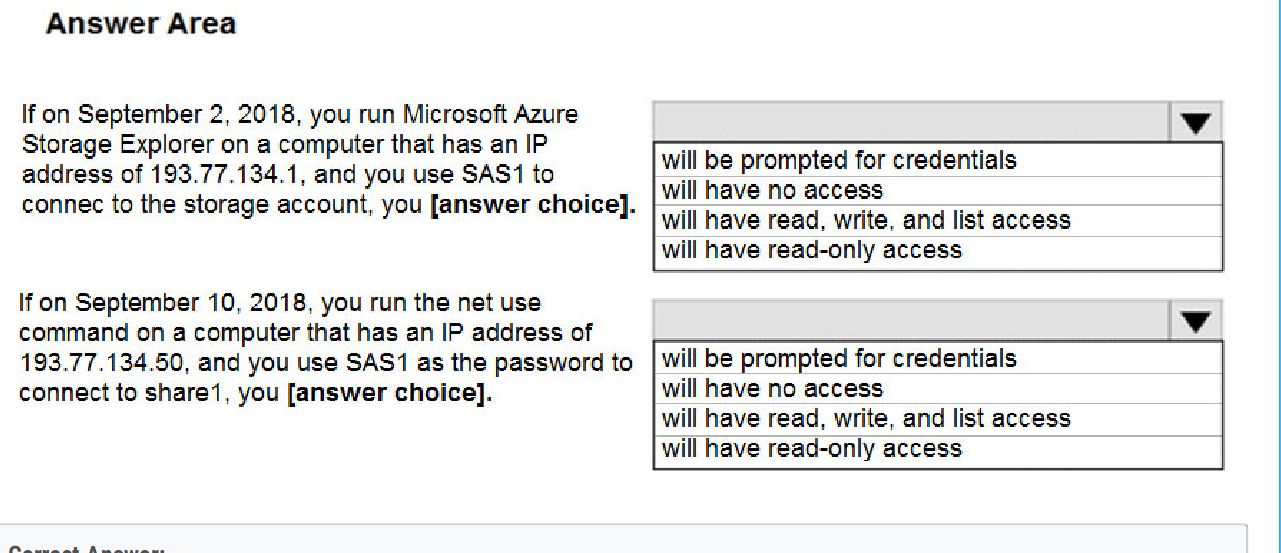 Answer Area
If on September 2, 2018, you run Microsoft Azure
Storage Explorer on a computer that has an IP
address of 193.77.134.1, and you use SAS1 to
connec to the storage account, you [answer choice].
will be prompted for credentials
will have no access
will have read, write, and list access
will have read-only access
If on September 10, 2018, you run the net use
command on a computer that has an IP address of
193.77.134.50, and you use SAS1 as the password to
connect to share1, you [answer choice].
will be prompted for credentials
will have no access
will have read, write, and list access
will have read-only access
Correct Answer: